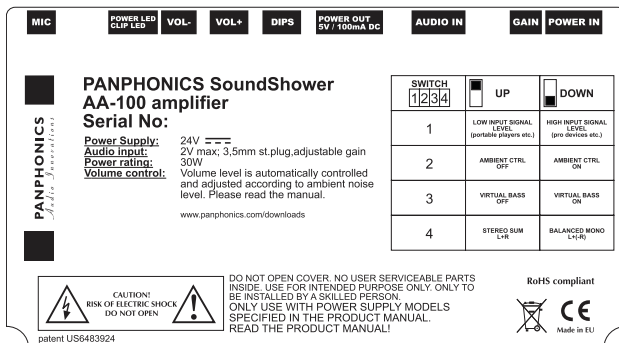 MIC
POWER LED
CLIP LED
VOL-
VOL+
DIPS
POWER OUT
5V / 100mA DC
AUDIO IN
GAIN
POWER IN
PANPHONICS
Audio Innovations
PANPHONICS SoundShower
AA-100 amplifier
Serial No:
Power Supply: 24V
Audio input: 2V max; 3,5mm st.plug,adjustable gain
Power rating: 30W
Volume control: Volume level is automatically controlled
and adjusted according to ambient noise
level. Please read the manual.
www.panphonics.com/downloads
SWITCH
1234
UP
DOWN
1
LOW INPUT SIGNAL
LEVEL
(portable players etc.)
HIGH INPUT SIGNAL
LEVEL
(pro devices etc.)
2
AMBIENT CTRL
OFF
AMBIENT CTRL
ON
3
VIRTUAL BASS
OFF
VIRTUAL BASS
ON
4
STEREO SUM
L+R
BALANCED MONO
L+(-R)
CAUTION!
RISK OF ELECTRIC SHOCK
DO NOT OPEN
DO NOT OPEN COVER. NO USER SERVICEABLE PARTS
INSIDE. USE FOR INTENDED PURPOSE ONLY. ONLY TO
BE INSTALLED BY A SKILLED PERSON.
ONLY USE WITH POWER SUPPLY MODELS
SPECIFIED IN THE PRODUCT MANUAL.
READ THE PRODUCT MANUAL!
RoHS compliant
CE
Made in EU
patent US6483924